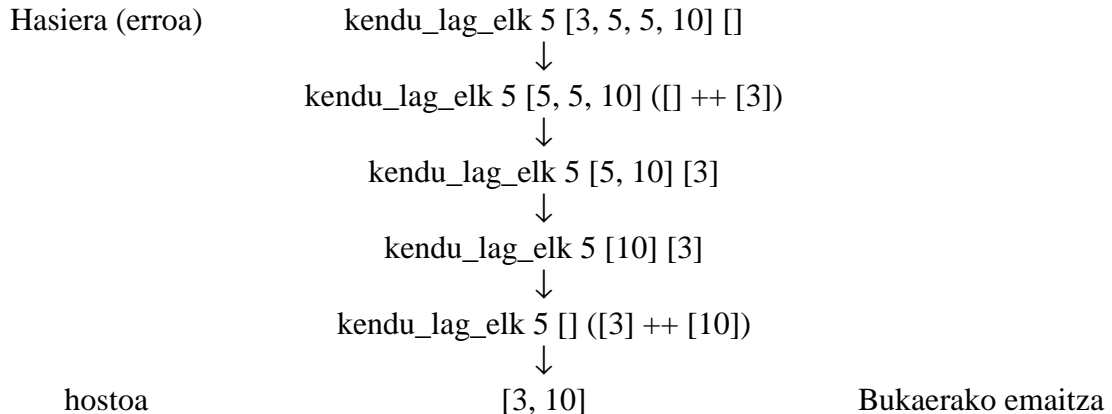 Hasiera (erroa) kendu_lag_elk 5 [3, 5, 5, 10] []
↓
kendu_lag_elk 5 [5, 5, 10] ([] ++ [3])
↓
kendu_lag_elk 5 [5, 10] [3]
↓
kendu_lag_elk 5 [10] [3]
↓
kendu_lag_elk 5 [] ([3] ++ [10])
↓
hostoa [3, 10] Bukaerako emaitza